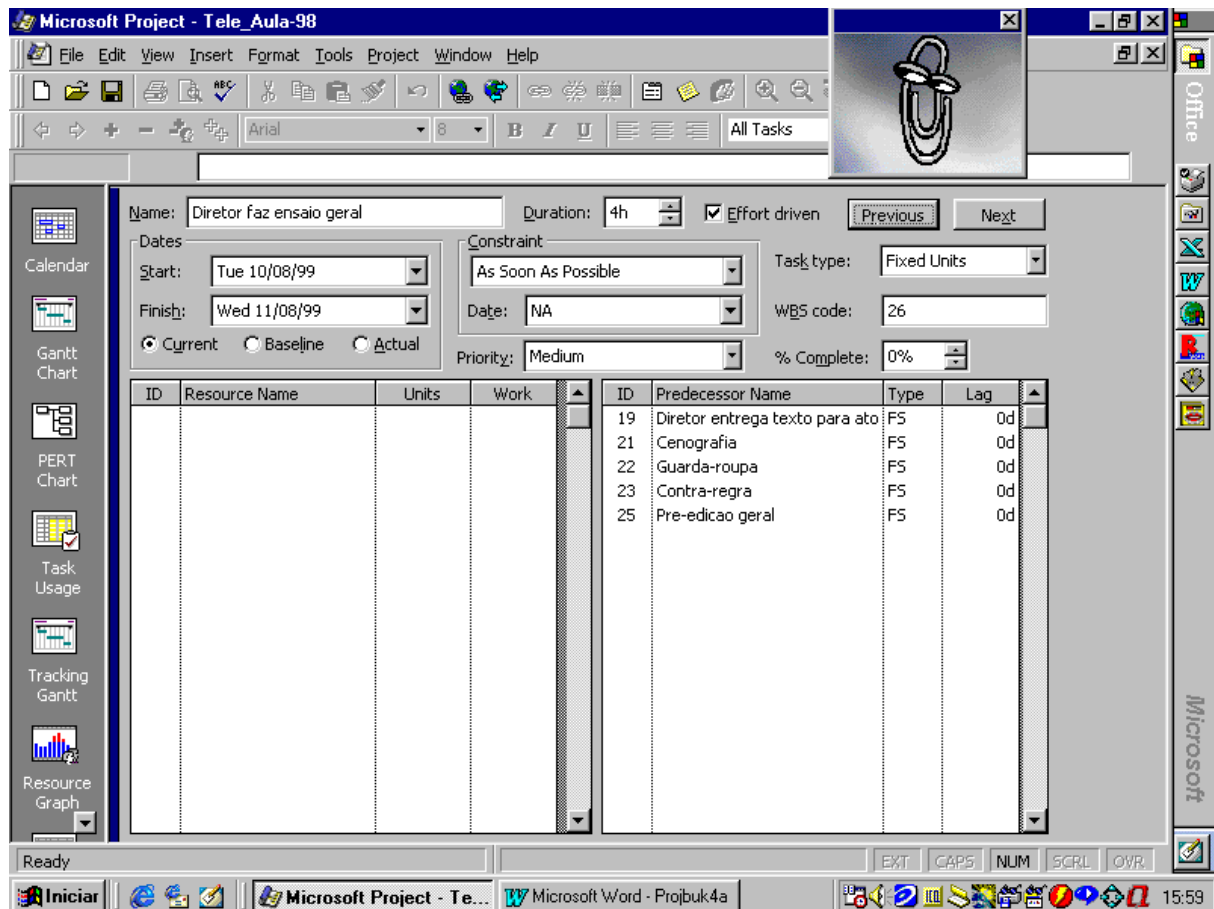 Microsoft Project - Tele_Aula-98
File Edit View Insert Format Tools Project Window Help
ABC
Arial 8 B I U All Tasks
Office
Name: Diretor faz ensaio geral Duration: 4h Effort driven Previous Next
Dates Constraint
Start: Tue 10/08/99 As Soon As Possible Task type: Fixed Units
Finish: Wed 11/08/99 Date: NA WBS code: 26
Current Baseline Actual Priority: Medium % Complete: 0%
ID Resource Name Units Work ID Predecessor Name Type Lag
19 Diretor entrega texto para ato FS 0d
21 Cenografia FS 0d
22 Guarda-roupa FS 0d
23 Contra-regra FS 0d
25 Pre-edicao geral FS 0d
Calendar
Gantt
Chart
PERT
Chart
Task
Usage
Tracking
Gantt
Resource
Graph
Microsoft
Ready EXT CAPS NUM SCRL OVR
Iniciar Microsoft Project - Te... Microsoft Word - Projbuk4a 15:59